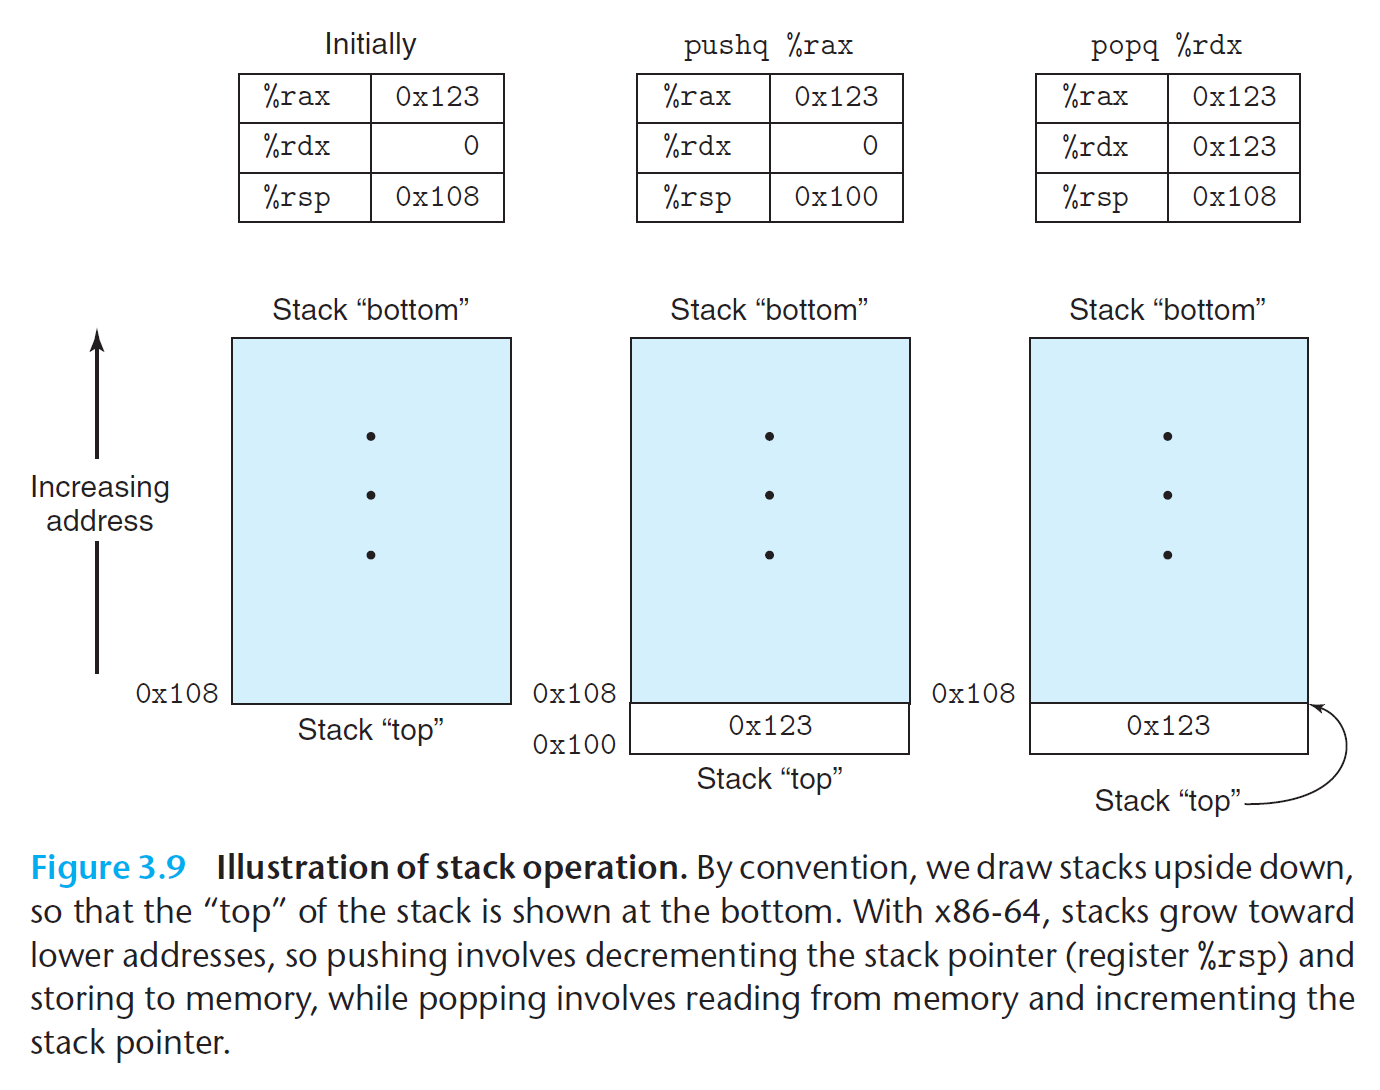 Initially
%rax 0x123
%rdx 0
%rsp 0x108
pushq %rax
%rax 0x123
%rdx 0
%rsp 0x100
popq %rdx
%rax 0x123
%rdx 0x123
%rsp 0x108
Increasing
address
Stack “bottom”
0x108
Stack “top”
Stack “bottom”
0x108
0x123
0x100
Stack “top”
Stack “bottom”
0x108
0x123
Stack “top”
Figure 3.9 Illustration of stack operation. By convention, we draw stacks upside down,
so that the “top” of the stack is shown at the bottom. With x86-64, stacks grow toward
lower addresses, so pushing involves decrementing the stack pointer (register %rsp) and
storing to memory, while popping involves reading from memory and incrementing the
stack pointer.